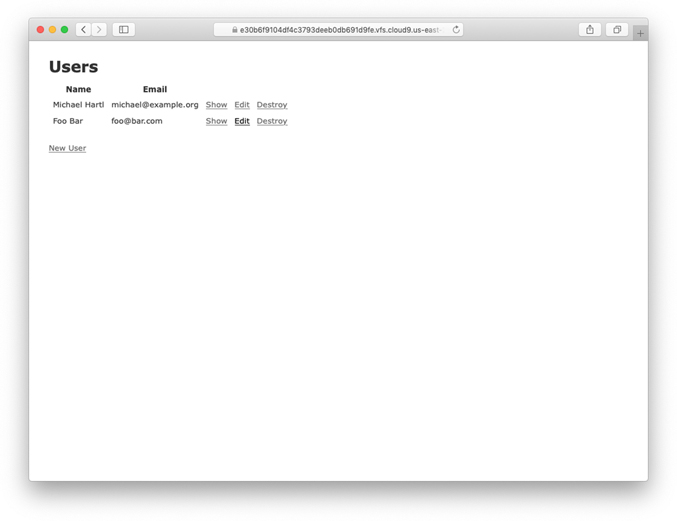 e30b6f9104df4c3793deeb0db691d9fe.vfs.cloud9.us-east-
Users
Name Email
Michael Hartl michael@example.org Show Edit Destroy
Foo Bar foo@bar.com Show Edit Destroy
New User